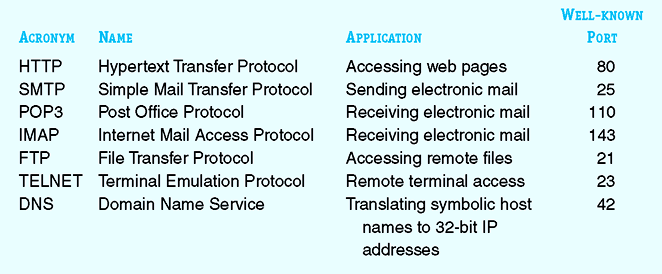 WELL-KNOWN
ACRONYM NAME APPLICATION PORT
HTTP Hypertext Transfer Protocol Accessing web pages 80
SMTP Simple Mail Transfer Protocol Sending electronic mail 25
POP3 Post Office Protocol Receiving electronic mail 110
IMAP Internet Mail Access Protocol Receiving electronic mail 143
FTP File Transfer Protocol Accessing remote files 21
TELNET Terminal Emulation Protocol Remote terminal access 23
DNS Domain Name Service Translating symbolic host 42
names to 32-bit IP
addresses